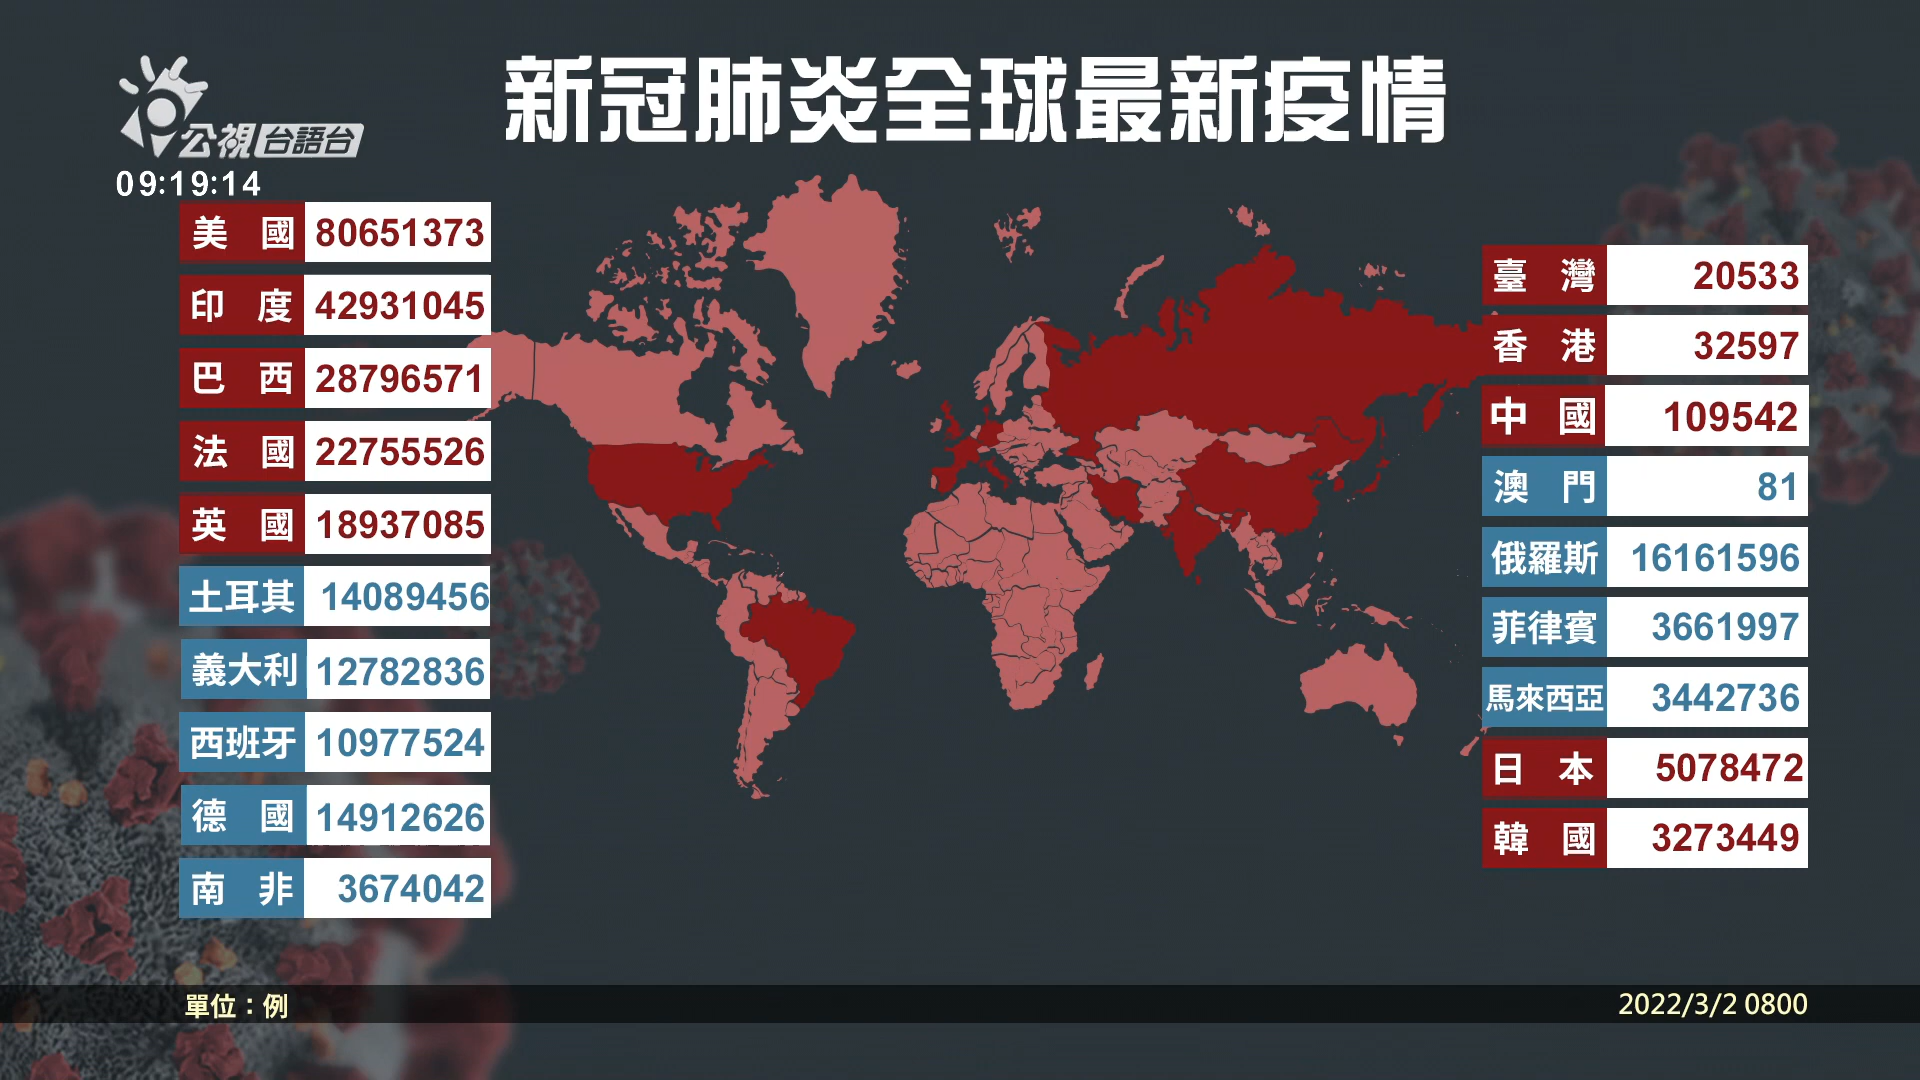 新冠肺炎全球最新疫情
公視 台語台
09:19:14
美國 80651373
印度 42931045
巴西 28796571
法國 22755526
英國 18937085
土耳其 14089456
義大利 12782836
西班牙 10977524
德國 14912626
南非 3674042
臺灣 20533
香港 32597
中國 109542
澳門 81
俄羅斯 16161596
菲律賓 3661997
馬來西亞 3442736
日本 5078472
韓國 3273449
單位：例
2022/3/2 0800